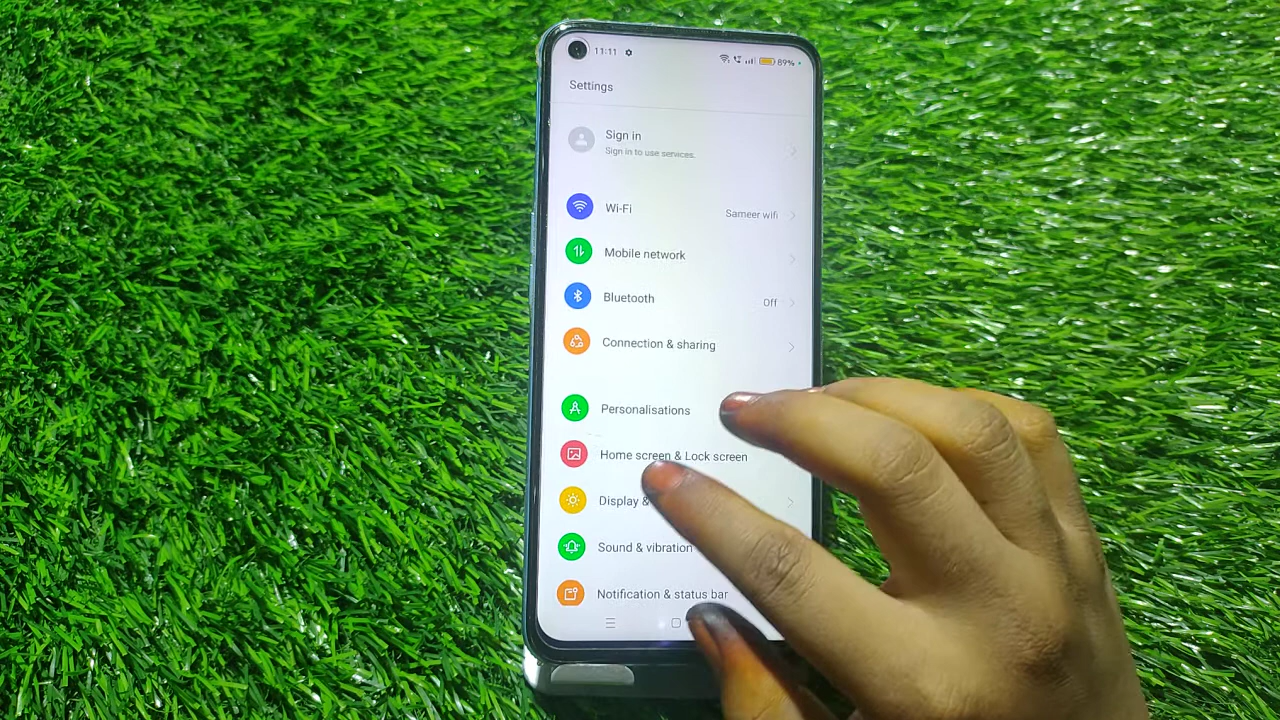 11:11
89%
Settings
Sign in
Sign in to use services.
Wi-Fi
Sameer wifi
Mobile network
Bluetooth
Off
Connection & sharing
Personalisations
Home screen & Lock screen
Display &
Sound & vibration
Notification & status bar